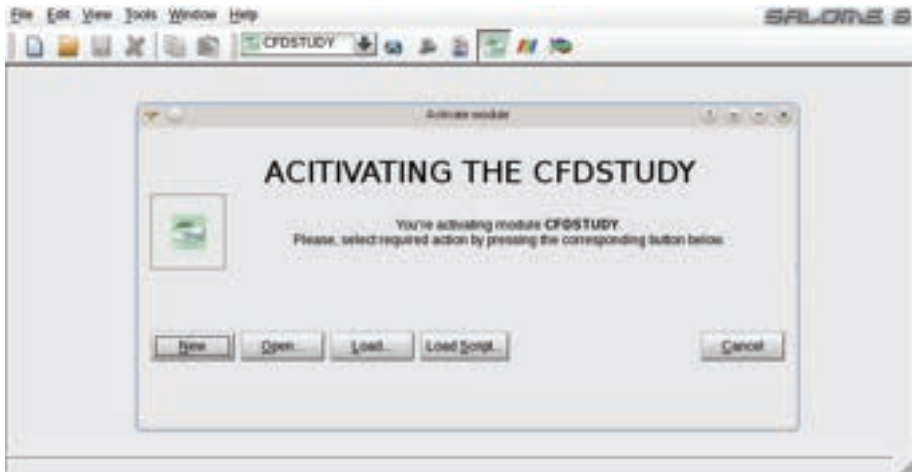 File Edit View Tools Window Help
SALOME 6
CFDSTUDY
Activate module
ACITIVATING THE CFDSTUDY
You're activating module CFDSTUDY
Please, select required action by pressing the corresponding button below.
New Open... Load... Load Script... Cancel